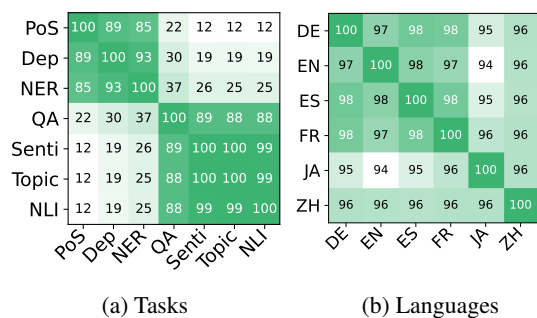 PoS 100 89 85 22 12 12 12
Dep 89 100 93 30 19 19 19
NER 85 93 100 37 26 25 25
QA 22 30 37 100 89 88 88
Senti 12 19 26 89 100 100 99
Topic 12 19 25 88 100 100 99
NLI 12 19 25 88 99 99 100
PoS Dep NER QA Senti Topic NLI
(a) Tasks
DE 100 97 98 98 95 96
EN 97 100 98 97 94 96
ES 98 98 100 98 95 96
FR 98 97 98 100 96 96
JA 95 94 95 96 100 96
ZH 96 96 96 96 96 100
DE EN ES FR JA ZH
(b) Languages